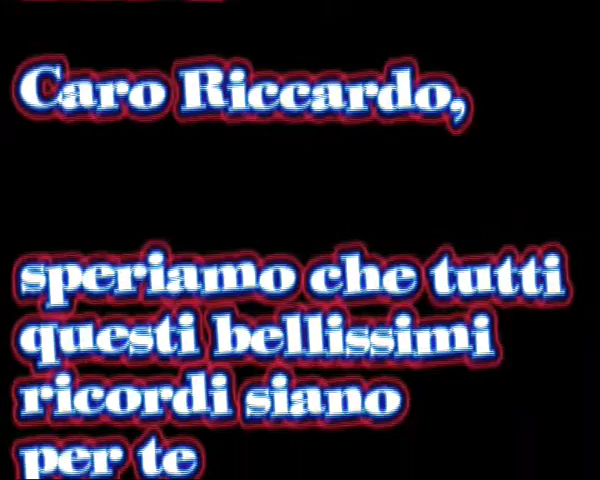 Caro Riccardo,
speriamo che tutti
questi bellissimi
ricordi siano
per te